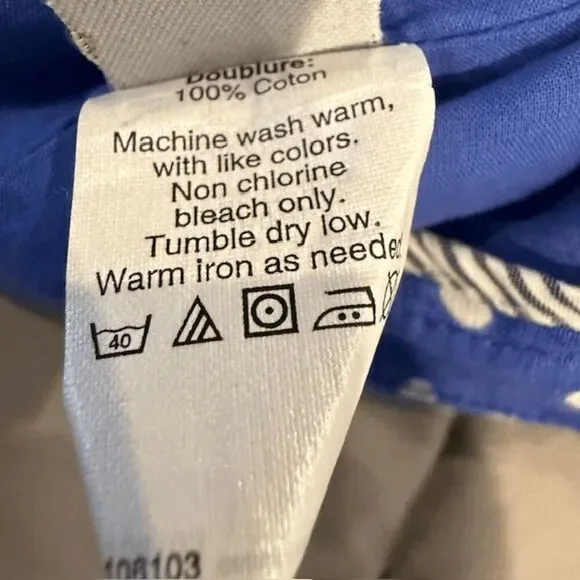 Doublure:
100% Coton
Machine wash warm,
with like colors.
Non chlorine
bleach only.
Tumble dry low.
Warm iron as needed
40
106103